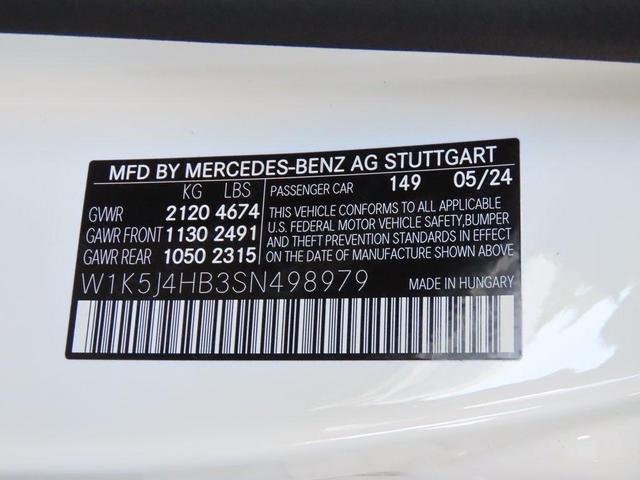 MFD BY MERCEDES-BENZ AG STUTTGART
KG LBS PASSENGER CAR 149 05/24
GVWR 2120 4674
GAWR FRONT 1130 2491
GAWR REAR 1050 2315
THIS VEHICLE CONFORMS TO ALL APPLICABLE
U.S. FEDERAL MOTOR VEHICLE SAFETY, BUMPER
AND THEFT PREVENTION STANDARDS IN EFFECT
ON THE DATE OF MANUFACTURE SHOWN ABOVE.
W1K5J4HB3SN498979
MADE IN HUNGARY